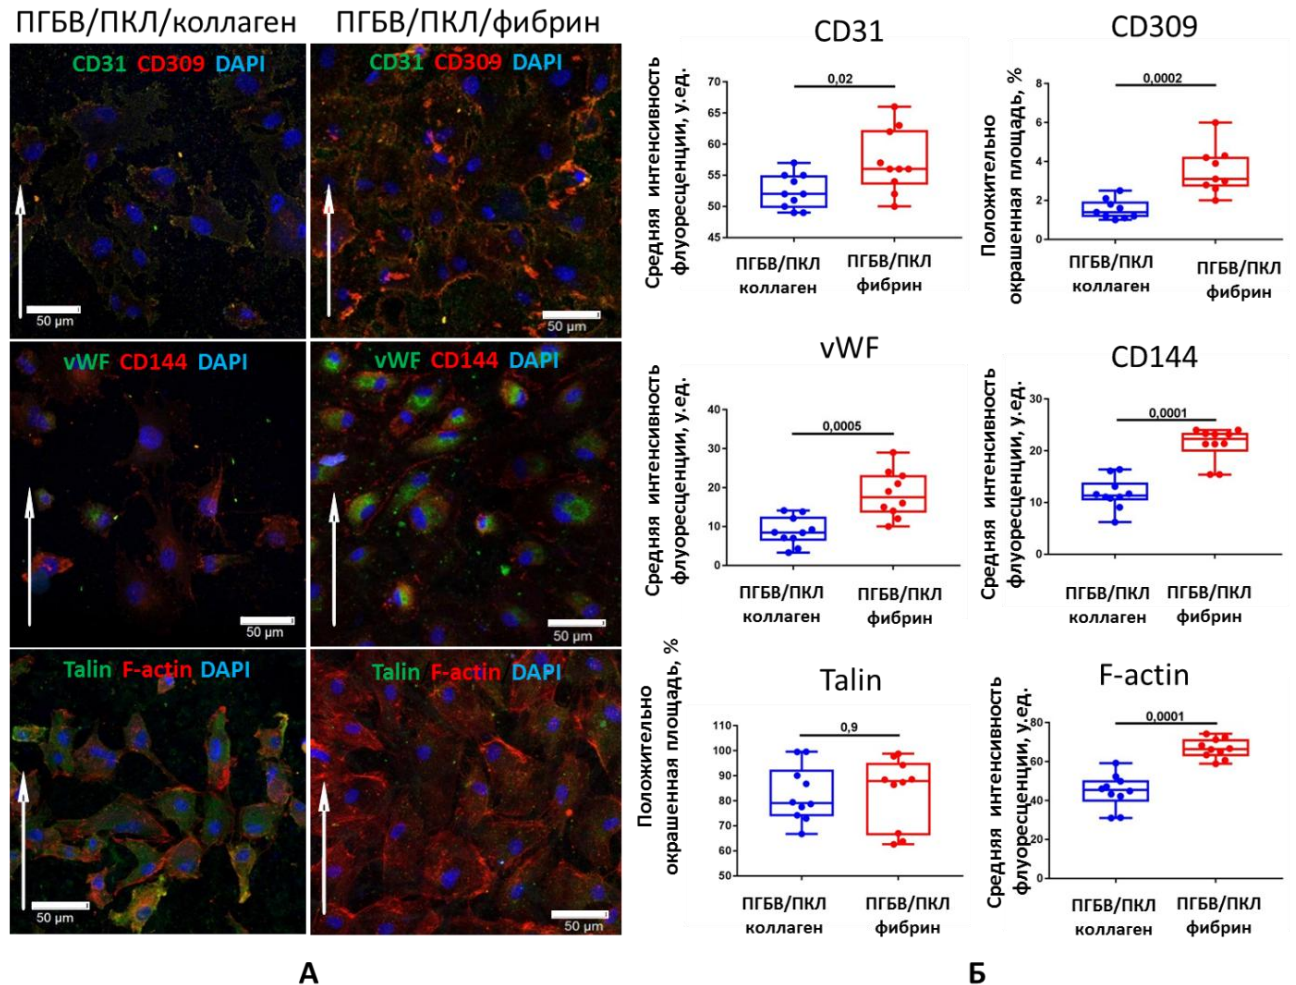 ПГБВ/ПКЛ/коллаген
ПГБВ/ПКЛ/фибрин
CD31 CD309 DAPI
50 µm
CD31 CD309 DAPI
50 µm
vWF CD144 DAPI
50 µm
vWF CD144 DAPI
50 µm
Talin F-actin DAPI
50 µm
Talin F-actin DAPI
50 µm
А
CD31
Средняя интенсивность
флуоресценции, у.ед.
70
65
60
55
50
45
0,02
ПГБВ/ПКЛ
коллаген
ПГБВ/ПКЛ
фибрин
CD309
Положительно
окрашенная площадь, %
8
6
4
2
0
0,0002
ПГБВ/ПКЛ
коллаген
ПГБВ/ПКЛ
фибрин
vWF
Средняя интенсивность
флуоресценции, у.ед.
40
30
20
10
0
0,0005
ПГБВ/ПКЛ
коллаген
ПГБВ/ПКЛ
фибрин
CD144
Средняя интенсивность
флуоресценции, у.ед.
30
20
10
0
0,0001
ПГБВ/ПКЛ
коллаген
ПГБВ/ПКЛ
фибрин
Talin
Положительно
окрашенная площадь, %
110
100
90
80
70
60
50
0,9
ПГБВ/ПКЛ
коллаген
ПГБВ/ПКЛ
фибрин
F-actin
Средняя интенсивность
флуоресценции, у.ед.
80
60
40
20
0
0,0001
ПГБВ/ПКЛ
коллаген
ПГБВ/ПКЛ
фибрин
Б